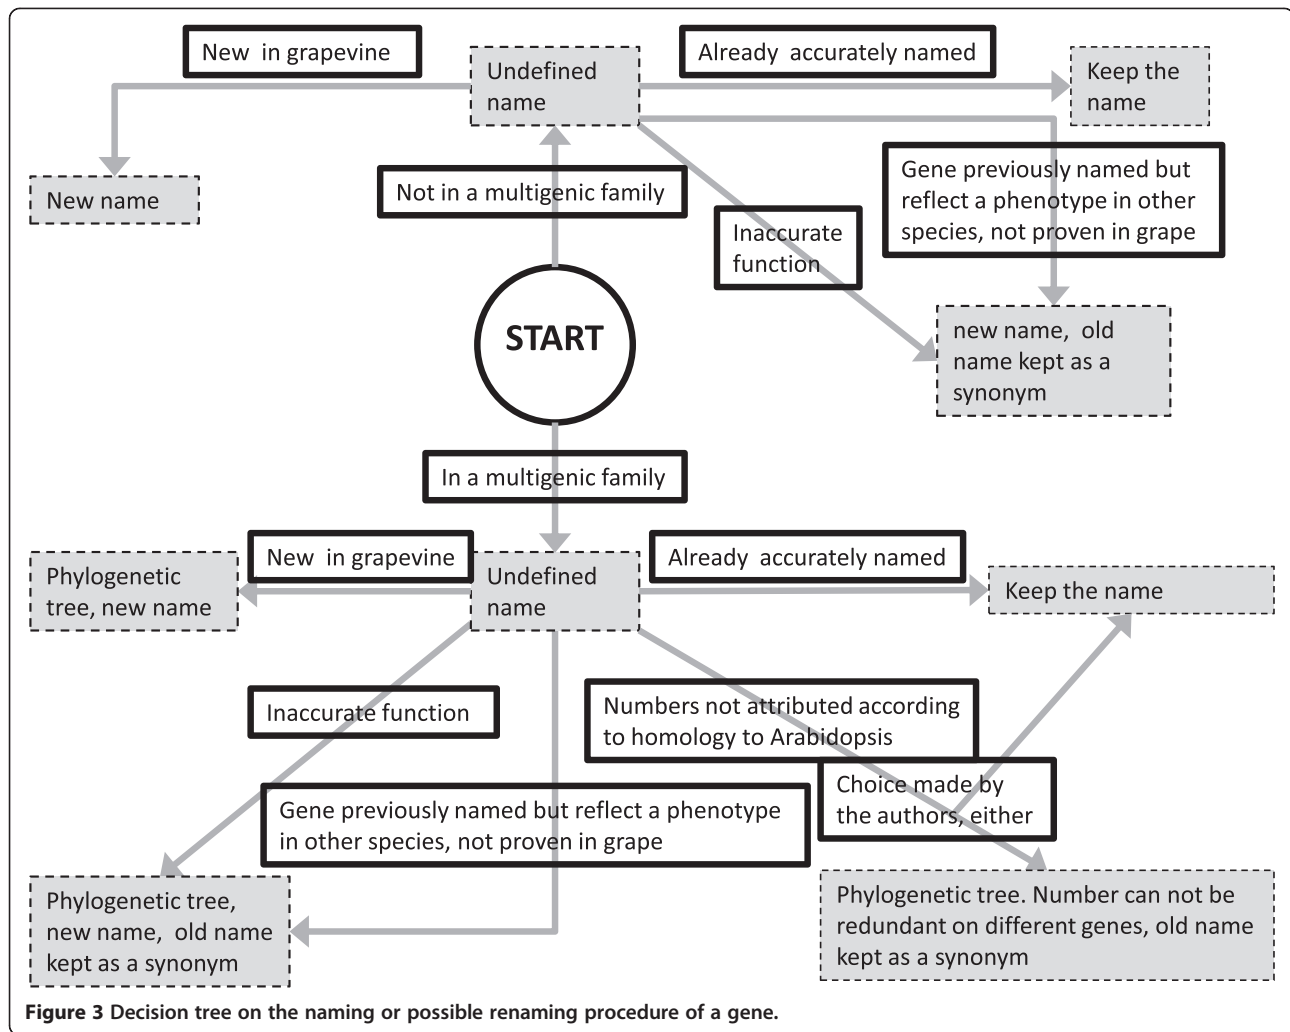 New in grapevine
Undefined
name
Already accurately named
Keep the
name
New name
Not in a multigenic family
Gene previously named but
reflect a phenotype in other
species, not proven in grape
Inaccurate
function
START
new name, old
name kept as a
synonym
In a multigenic family
Phylogenetic
tree, new name
New in grapevine
Undefined
name
Already accurately named
Keep the name
Inaccurate function
Numbers not attributed according
to homology to Arabidopsis
Choice made by
the authors, either
Gene previously named but reflect a phenotype
in other species, not proven in grape
Phylogenetic tree,
new name, old name
kept as a synonym
Phylogenetic tree. Number can not be
redundant on different genes, old name
kept as a synonym
Figure 3 Decision tree on the naming or possible renaming procedure of a gene.